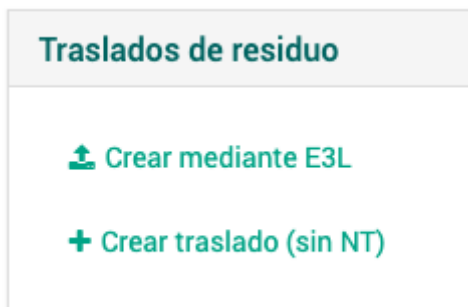 Traslados de residuo
Crear mediante E3L
Crear traslado (sin NT)